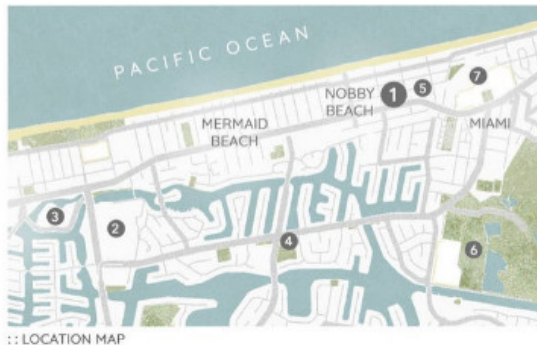 PACIFIC OCEAN
7
1
5
NOBBY
BEACH
MERMAID
BEACH
MIAMI
3
2
4
6
:: LOCATION MAP